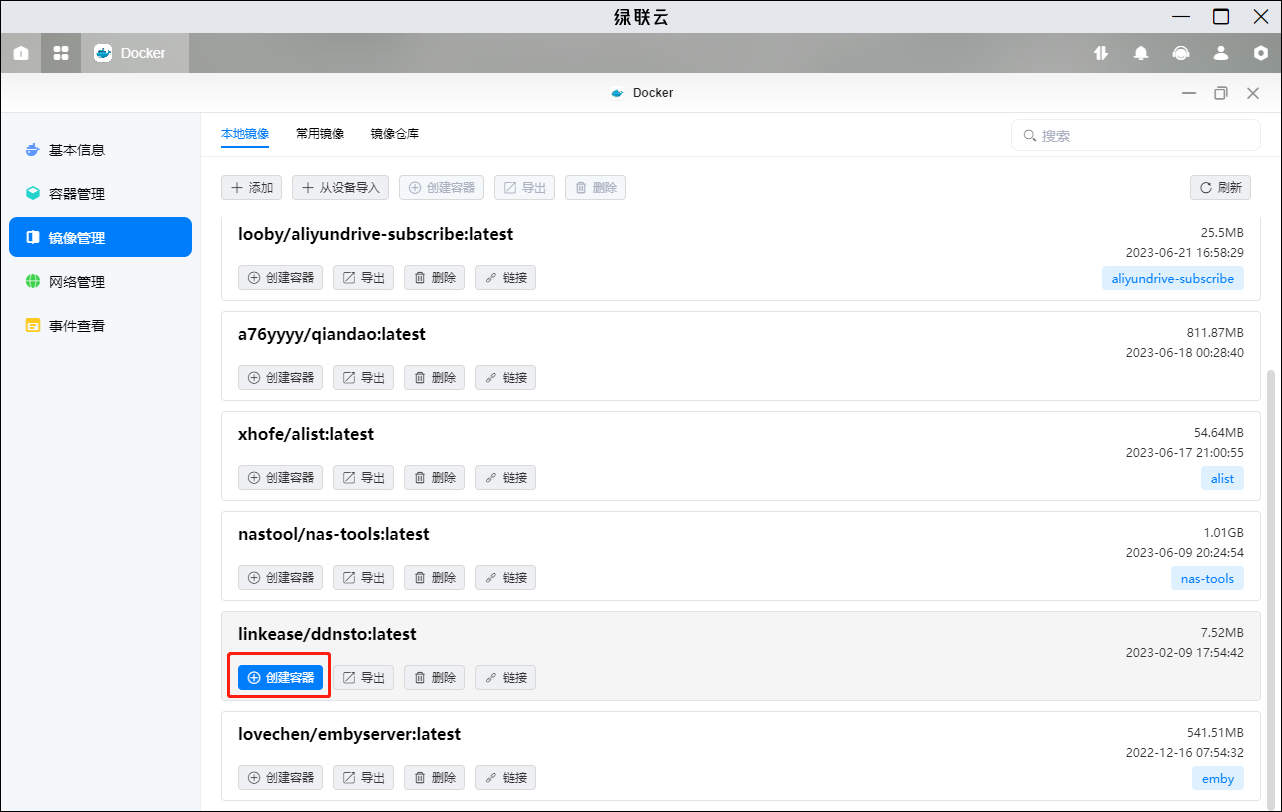 绿联云
Docker
Docker
基本信息
容器管理
镜像管理
网络管理
事件查看
本地镜像 常用镜像 镜像仓库 搜索
添加 从设备导入 创建容器 导出 删除 刷新
looby/aliyundrive-subscribe:latest 25.5MB
2023-06-21 16:58:29
创建容器 导出 删除 链接 aliyundrive-subscribe
a76yyyy/qiandao:latest 811.87MB
2023-06-18 00:28:40
创建容器 导出 删除 链接
xhofe/alist:latest 54.64MB
2023-06-17 21:00:55
创建容器 导出 删除 链接 alist
nastool/nas-tools:latest 1.01GB
2023-06-09 20:24:54
创建容器 导出 删除 链接 nas-tools
linkease/ddnsto:latest 7.52MB
2023-02-09 17:54:42
创建容器 导出 删除 链接
lovechen/embyserver:latest 541.51MB
2022-12-16 07:54:32
创建容器 导出 删除 链接 emby